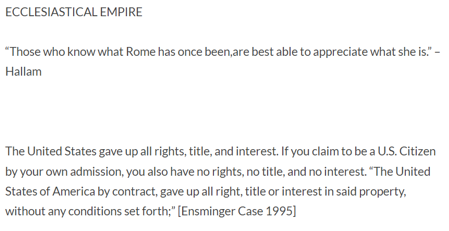 ECCLESIASTICAL EMPIRE
“Those who know what Rome has once been,are best able to appreciate what she is.” –
Hallam
The United States gave up all rights, title, and interest. If you claim to be a U.S. Citizen
by your own admission, you also have no rights, no title, and no interest. “The United
States of America by contract, gave up all right, title or interest in said property,
without any conditions set forth;” [Ensminger Case 1995]